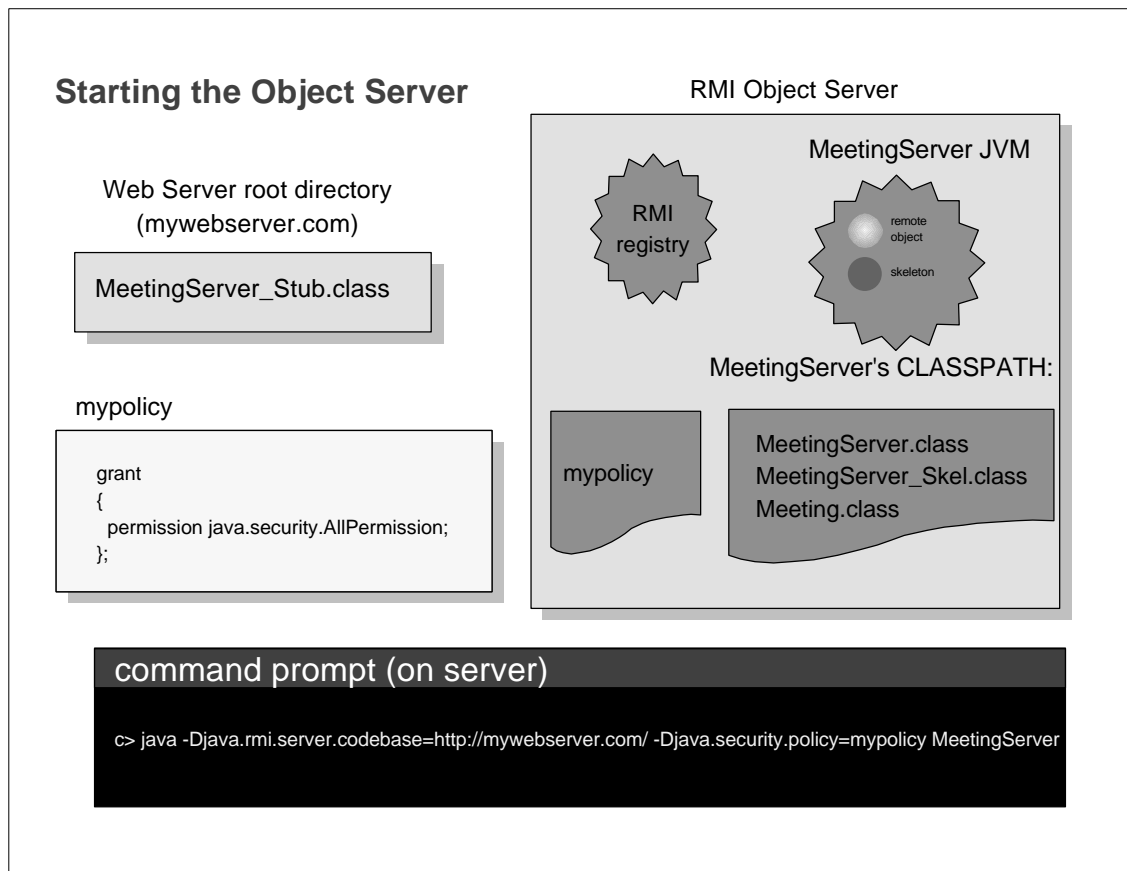 Starting the Object Server
RMI Object Server
Web Server root directory
(mywebserver.com)
MeetingServer_Stub.class
mypolicy
grant
{
permission java.security.AllPermission;
};
RMI
registry
MeetingServer JVM
remote
object
skeleton
MeetingServer's CLASSPATH:
mypolicy
MeetingServer.class
MeetingServer_Skel.class
Meeting.class
command prompt (on server)
c> java -Djava.rmi.server.codebase=http://mywebserver.com/ -Djava.security.policy=mypolicy MeetingServer